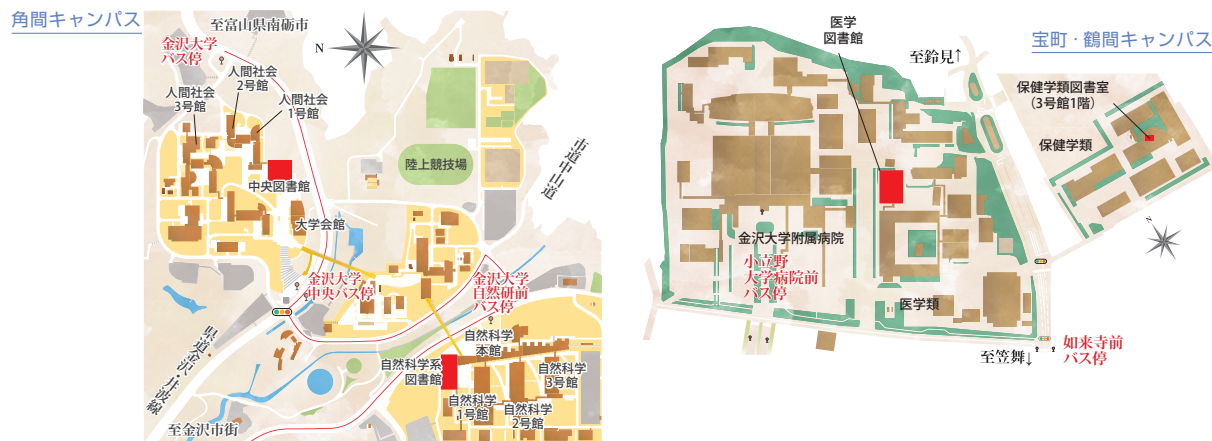 角間キャンパス
至富山県南砺市
N
金沢大学
バス停
人間社会
2号館
人間社会
3号館
人間社会
1号館
中央図書館
大学会館
陸上競技場
市道中山道
金沢大学
中央バス停
金沢大学
自然研前
バス停
自然科学
本館
自然科学系
図書館
自然科学
3号館
自然科学
1号館
自然科学
2号館
県道金沢・井波線
至金沢市街
宝町・鶴間キャンパス
医学
図書館
至鈴見↑
保健学類図書室
（3号館1階）
保健学類
N
金沢大学附属病院
小立野
大学病院前
バス停
医学類
至笠舞↓
如来寺前
バス停